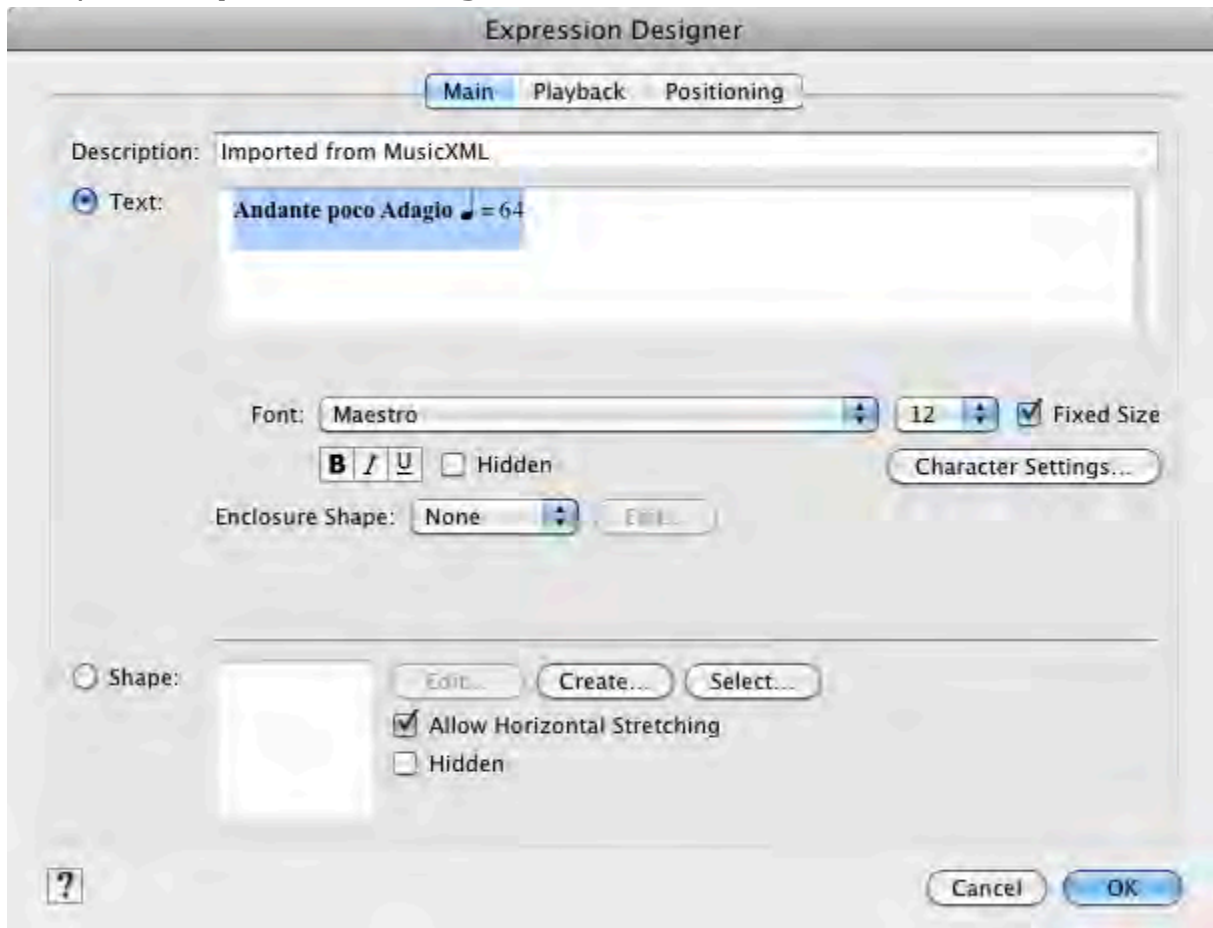 Expression Designer
Main Playback Positioning
Description: Imported from MusicXML
Text: Andante poco Adagio ♩ = 64
Font: Maestro 12 Fixed Size
B I U Hidden Character Settings...
Enclosure Shape: None Edit...
Shape: Edit... Create... Select...
Allow Horizontal Stretching
Hidden
? Cancel OK